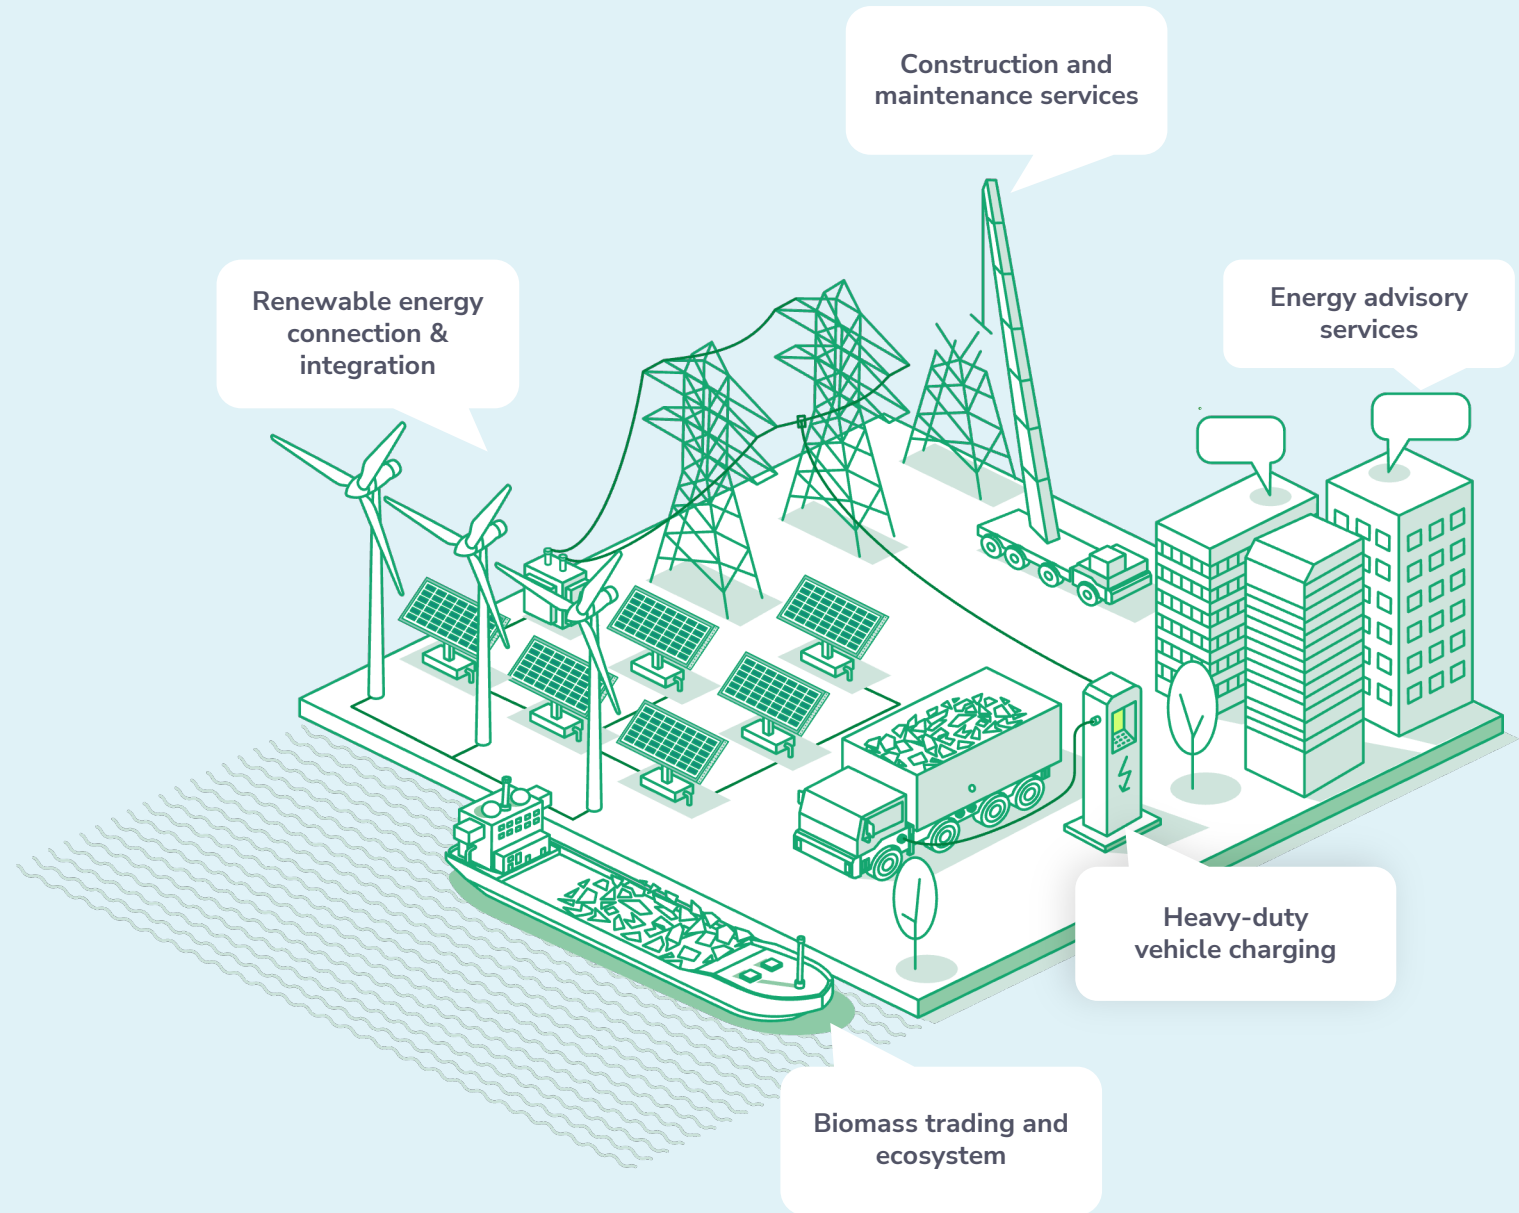 Construction and
maintenance services
Renewable energy
connection &
integration
Energy advisory
services
Heavy-duty
vehicle charging
Biomass trading and
ecosystem